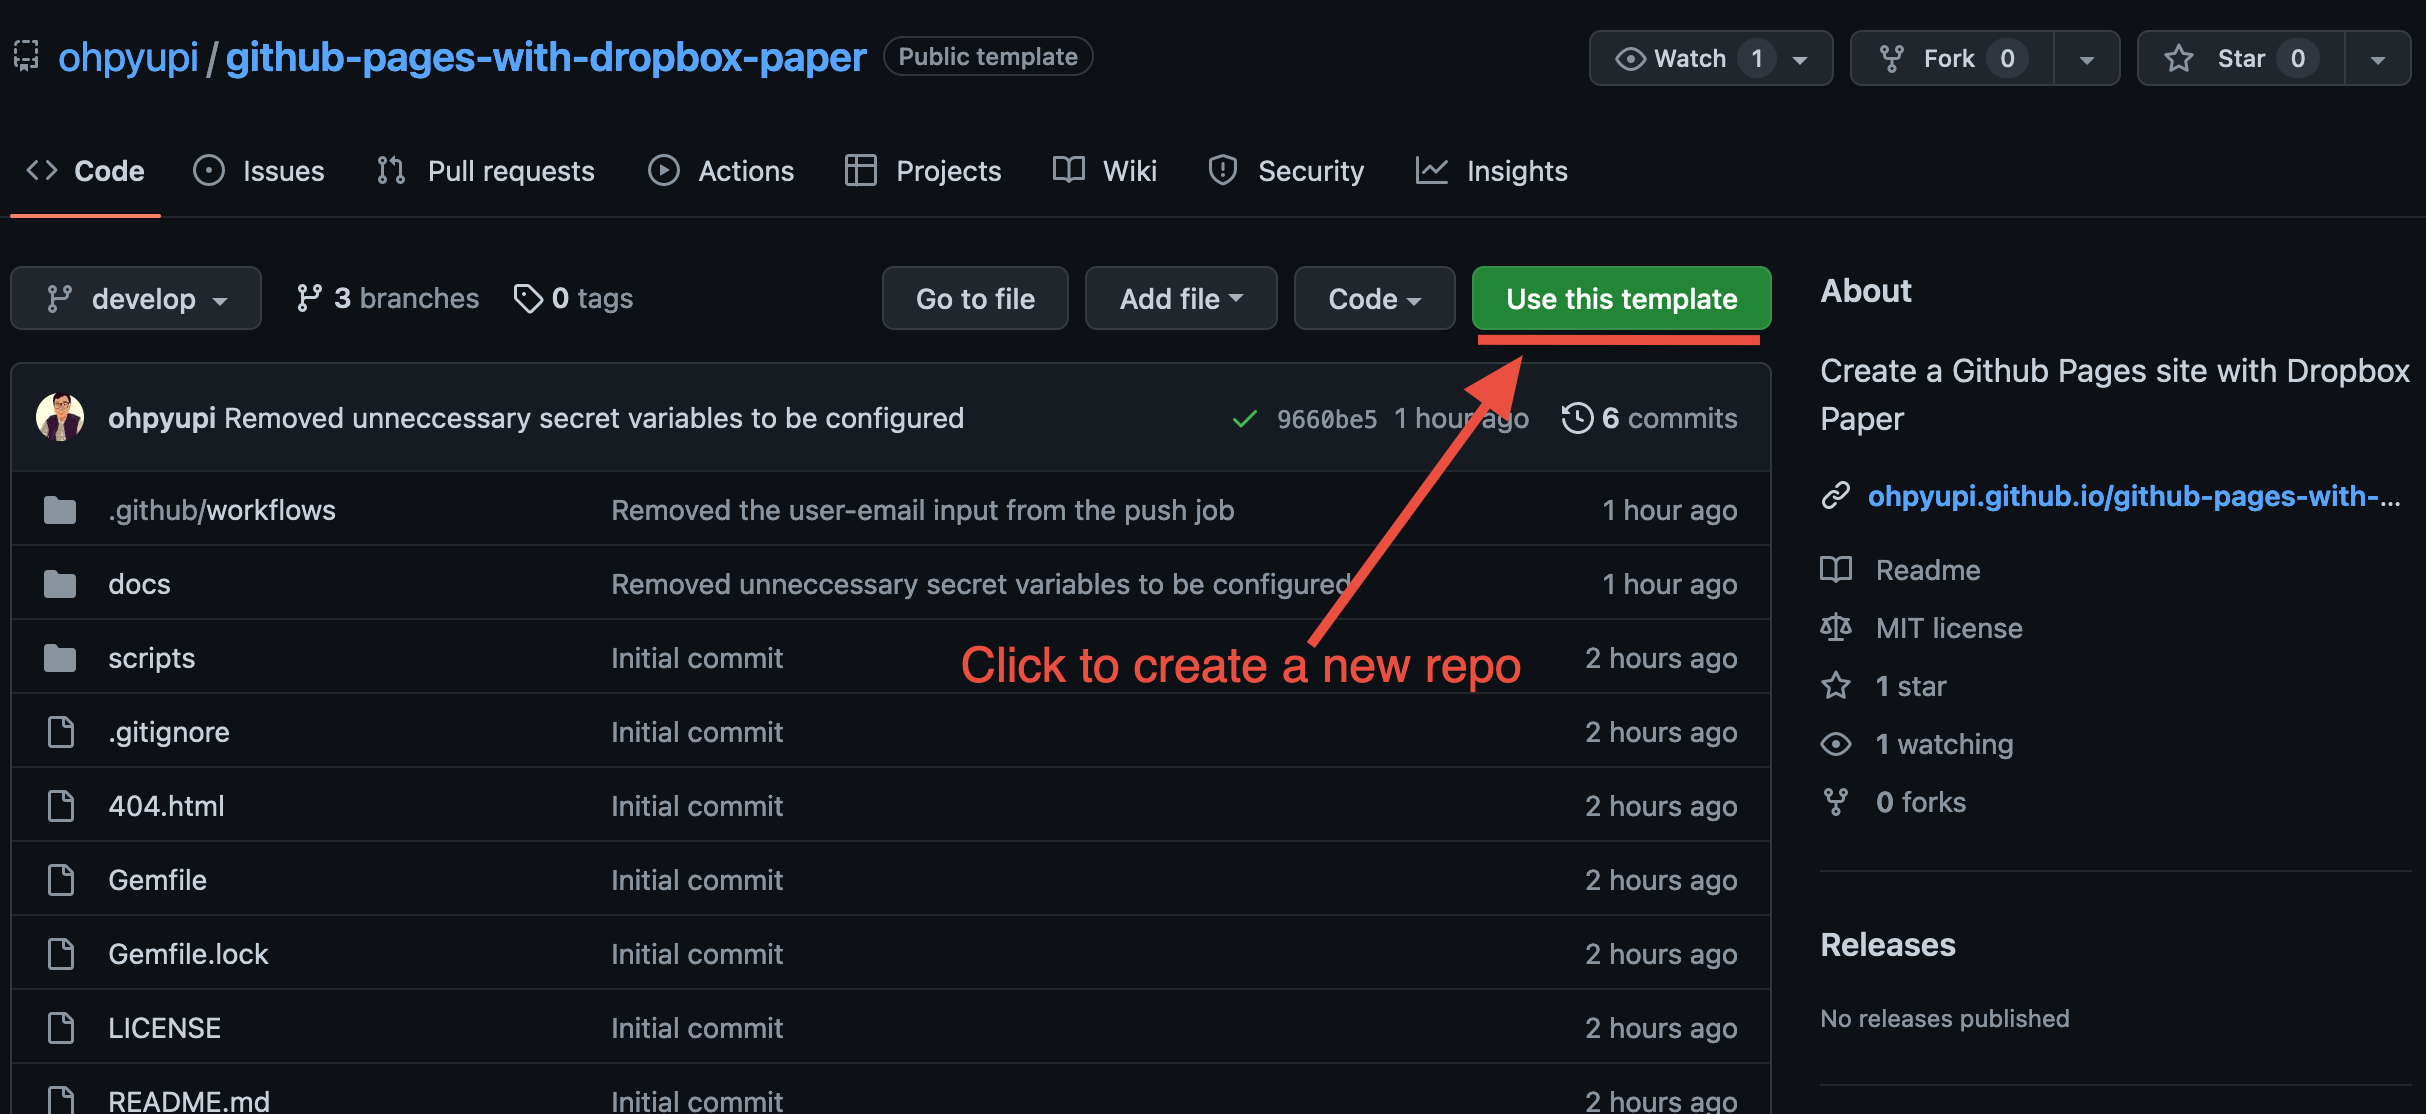 ohpyupi / github-pages-with-dropbox-paper Public template Watch 1 Fork 0 Star 0
Code Issues Pull requests Actions Projects Wiki Security Insights
develop 3 branches 0 tags Go to file Add file Code Use this template
ohpyupi Removed unneccessary secret variables to be configured 9660be5 1 hour ago 6 commits
.github/workflows Removed the user-email input from the push job 1 hour ago
docs Removed unneccessary secret variables to be configured 1 hour ago
scripts Initial commit 2 hours ago
Click to create a new repo
.gitignore Initial commit 2 hours ago
404.html Initial commit 2 hours ago
Gemfile Initial commit 2 hours ago
Gemfile.lock Initial commit 2 hours ago
LICENSE Initial commit 2 hours ago
README.md Initial commit 2 hours ago
About
Create a Github Pages site with Dropbox
Paper
ohpyupi.github.io/github-pages-with-...
Readme
MIT license
1 star
1 watching
0 forks
Releases
No releases published